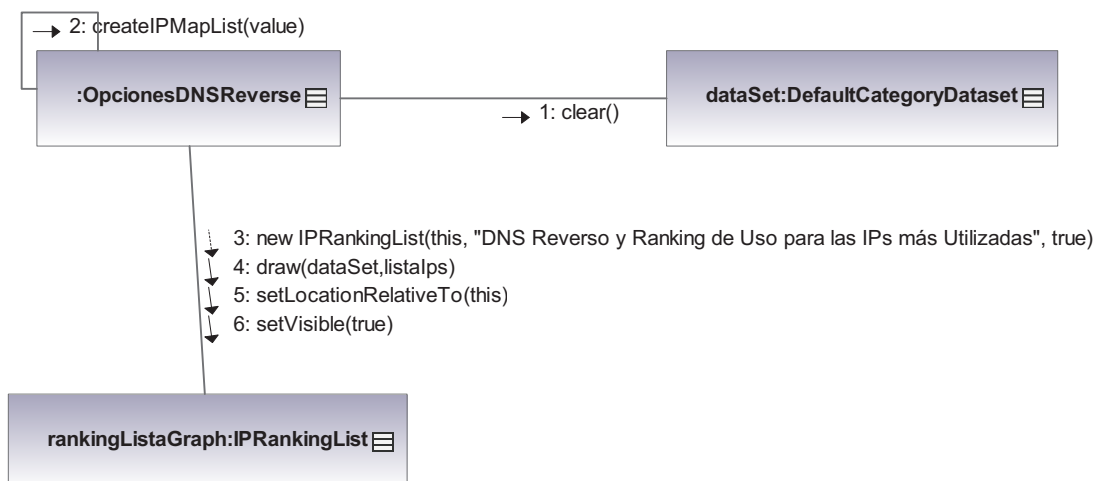 2: createIPMapList(value)
:OpcionesDNSReverse
dataSet:DefaultCategoryDataset
1: clear()
3: new IPRankingList(this, "DNS Reverso y Ranking de Uso para las IPs más Utilizadas", true)
4: draw(dataSet,listaIps)
5: setLocationRelativeTo(this)
6: setVisible(true)
rankingListaGraph:IPRankingList